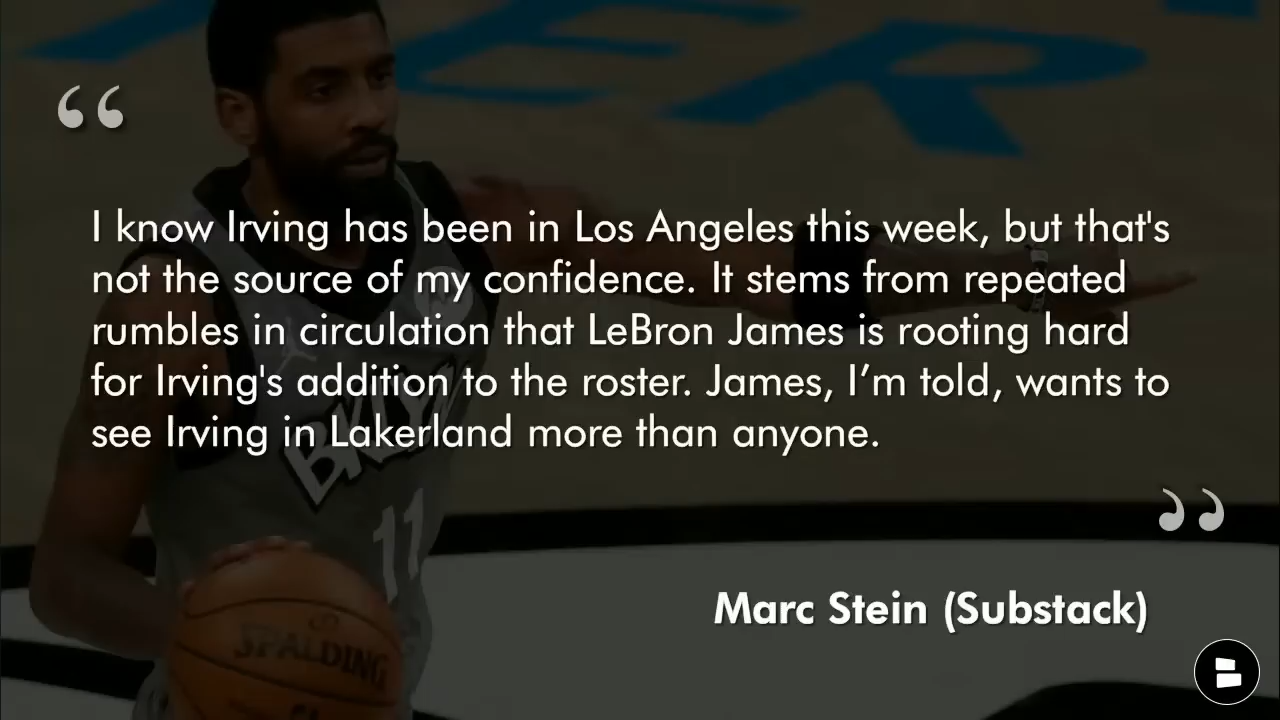 “
I know Irving has been in Los Angeles this week, but that's
not the source of my confidence. It stems from repeated
rumbles in circulation that LeBron James is rooting hard
for Irving's addition to the roster. James, I’m told, wants to
see Irving in Lakerland more than anyone.
”
Marc Stein (Substack)
BKLYN
11
SPALDING